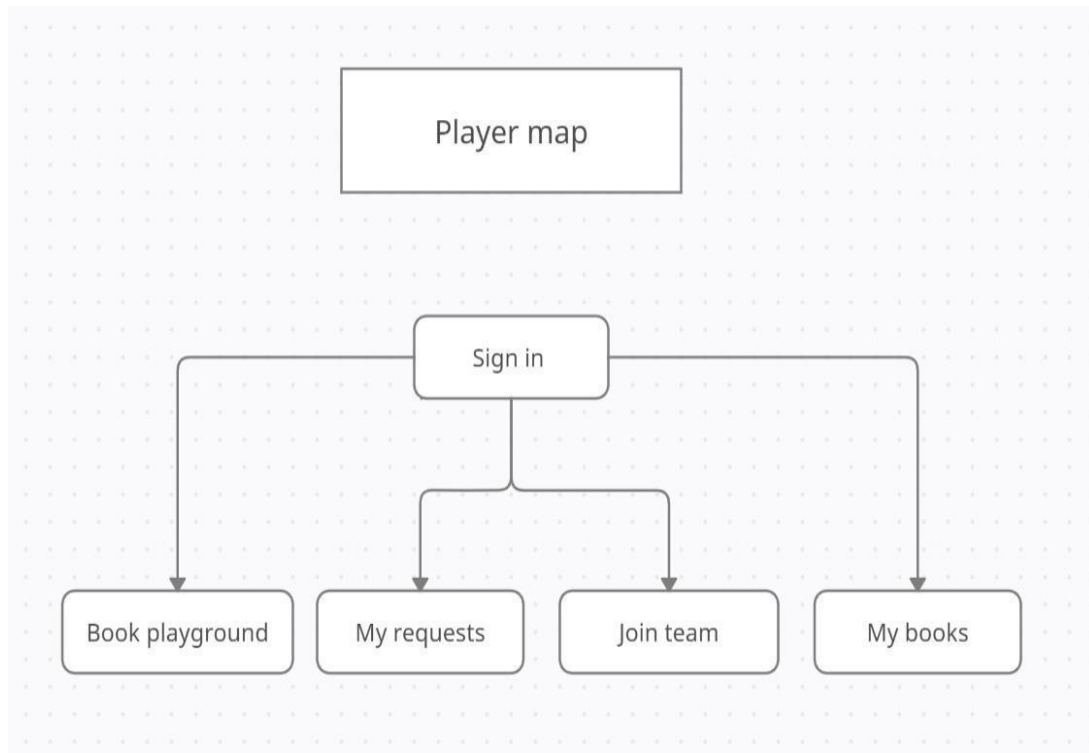 Player map
Sign in
Book playground
My requests
Join team
My books